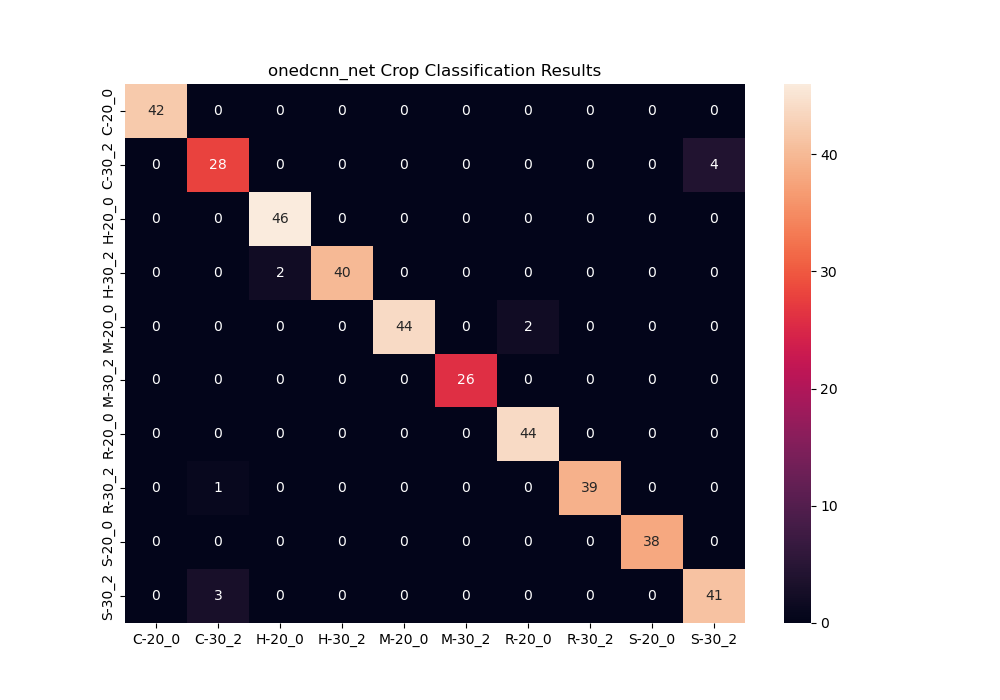 onedcnn_net Crop Classification Results
C-20_0 42 0 0 0 0 0 0 0 0 0
C-30_2 0 28 0 0 0 0 0 0 0 4
H-20_0 0 0 46 0 0 0 0 0 0 0
H-30_2 0 0 2 40 0 0 0 0 0 0
M-20_0 0 0 0 0 44 0 2 0 0 0
M-30_2 0 0 0 0 0 26 0 0 0 0
R-20_0 0 0 0 0 0 0 44 0 0 0
R-30_2 0 1 0 0 0 0 0 39 0 0
S-20_0 0 0 0 0 0 0 0 0 38 0
S-30_2 0 3 0 0 0 0 0 0 0 41
C-20_0 C-30_2 H-20_0 H-30_2 M-20_0 M-30_2 R-20_0 R-30_2 S-20_0 S-30_2
40
30
20
10
0